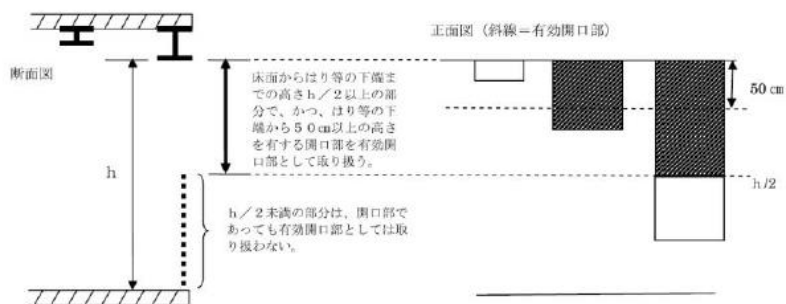 正面図（斜線＝有効開口部）
断面図
床面からはり等の下端ま
での高さｈ／２以上の部
分で、かつ、はり等の下
端から５０㎝以上の高さ
を有する開口部を有効開
口部として取り扱う。
50 ㎝
ｈ
h/2
ｈ／２未満の部分は、開口部で
あっても有効開口部としては取
り扱わない。